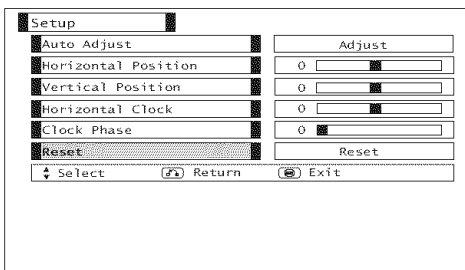 Setup
Auto Adjust Adjust
Horizontal Position 0
Vertical Position 0
Horizontal Clock 0
Clock Phase 0
Reset Reset
Select Return Exit